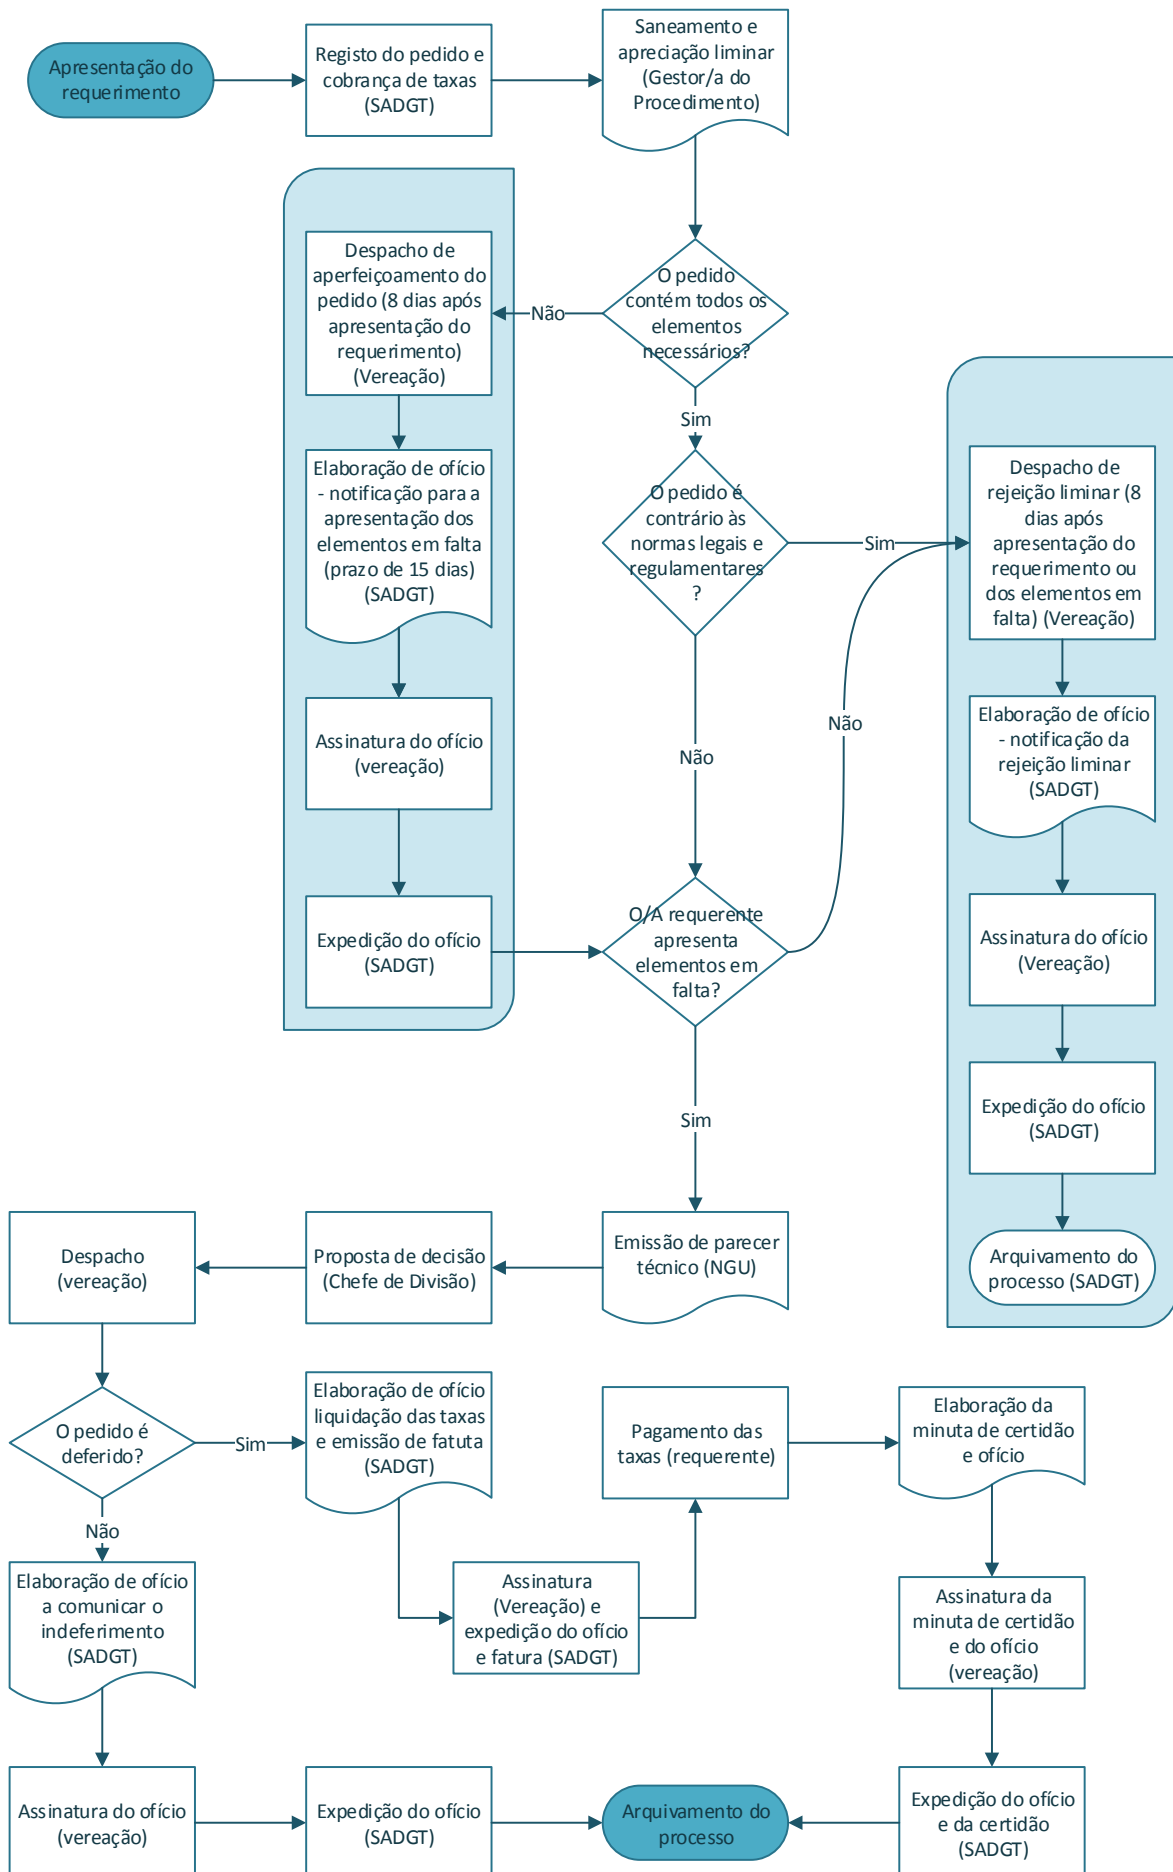 Apresentação do
requerimento
Registo do pedido e
cobrança de taxas
(SADGT)
Saneamento e
apreciação liminar
(Gestor/a do
Procedimento)
O pedido
contém todos os
elementos
necessários?
Não
Sim
Despacho de
aperfeiçoamento do
pedido (8 dias após
apresentação do
requerimento)
(Vereação)
Elaboração de ofício
- notificação para a
apresentação dos
elementos em falta
(prazo de 15 dias)
(SADGT)
Assinatura do ofício
(vereação)
Expedição do ofício
(SADGT)
O pedido é
contrário às
normas legais e
regulamentares
?
Sim
Não
Não
O/A requerente
apresenta
elementos em
falta?
Sim
Despacho de
rejeição liminar (8
dias após
apresentação do
requerimento ou
dos elementos em
falta) (Vereação)
Elaboração de ofício
- notificação da
rejeição liminar
(SADGT)
Assinatura do ofício
(Vereação)
Expedição do ofício
(SADGT)
Arquivamento do
processo (SADGT)
Emissão de parecer
técnico (NGU)
Proposta de decisão
(Chefe de Divisão)
Despacho
(vereação)
O pedido é
deferido?
Sim
Não
Elaboração de ofício
liquidação das taxas
e emissão de fatuta
(SADGT)
Assinatura
(Vereação) e
expedição do ofício
e fatura (SADGT)
Pagamento das
taxas (requerente)
Elaboração da
minuta de certidão
e ofício
Assinatura da
minuta de certidão
e do ofício
(vereação)
Expedição do ofício
e da certidão
(SADGT)
Elaboração de ofício
a comunicar o
indeferimento
(SADGT)
Assinatura do ofício
(vereação)
Expedição do ofício
(SADGT)
Arquivamento do
processo